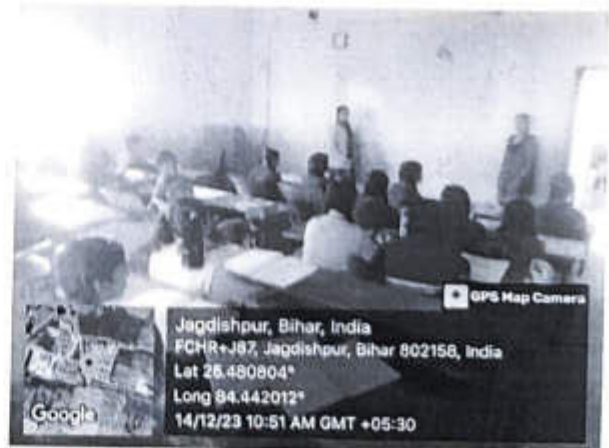 GPS Map Camera
Jagdishpur, Bihar, India
FCHR+J87, Jagdishpur, Bihar 802158, India
Lat 25.480804°
Long 84.442012°
14/12/23 10:51 AM GMT +05:30
Google